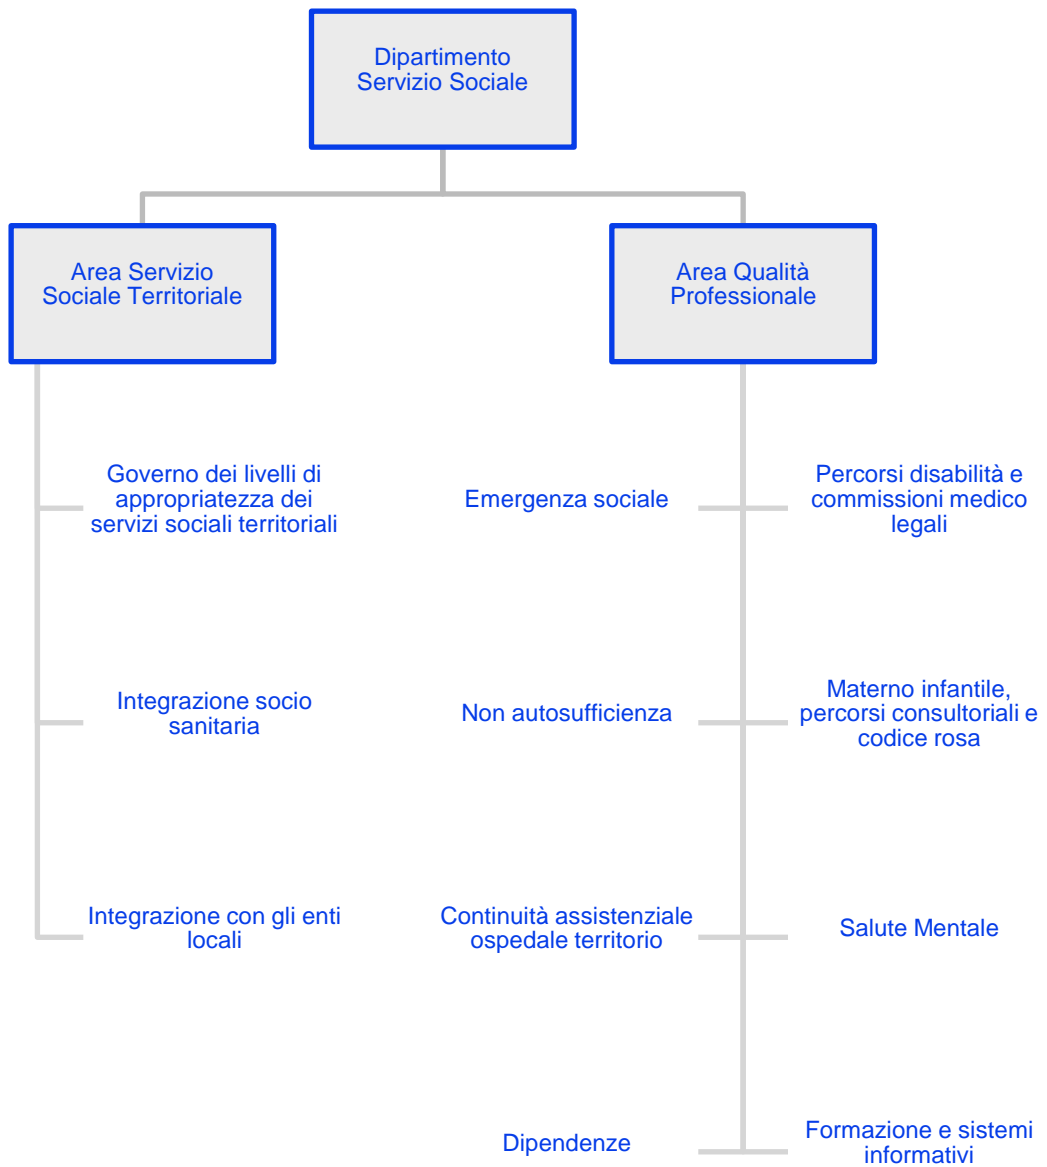 Dipartimento
Servizio Sociale
Area Servizio
Sociale Territoriale
Area Qualità
Professionale
Governo dei livelli di
appropriatezza dei
servizi sociali territoriali
Emergenza sociale
Percorsi disabilità e
commissioni medico
legali
Integrazione socio
sanitaria
Non autosufficienza
Materno infantile,
percorsi consultoriali e
codice rosa
Integrazione con gli enti
locali
Continuità assistenziale
ospedale territorio
Salute Mentale
Dipendenze
Formazione e sistemi
informativi